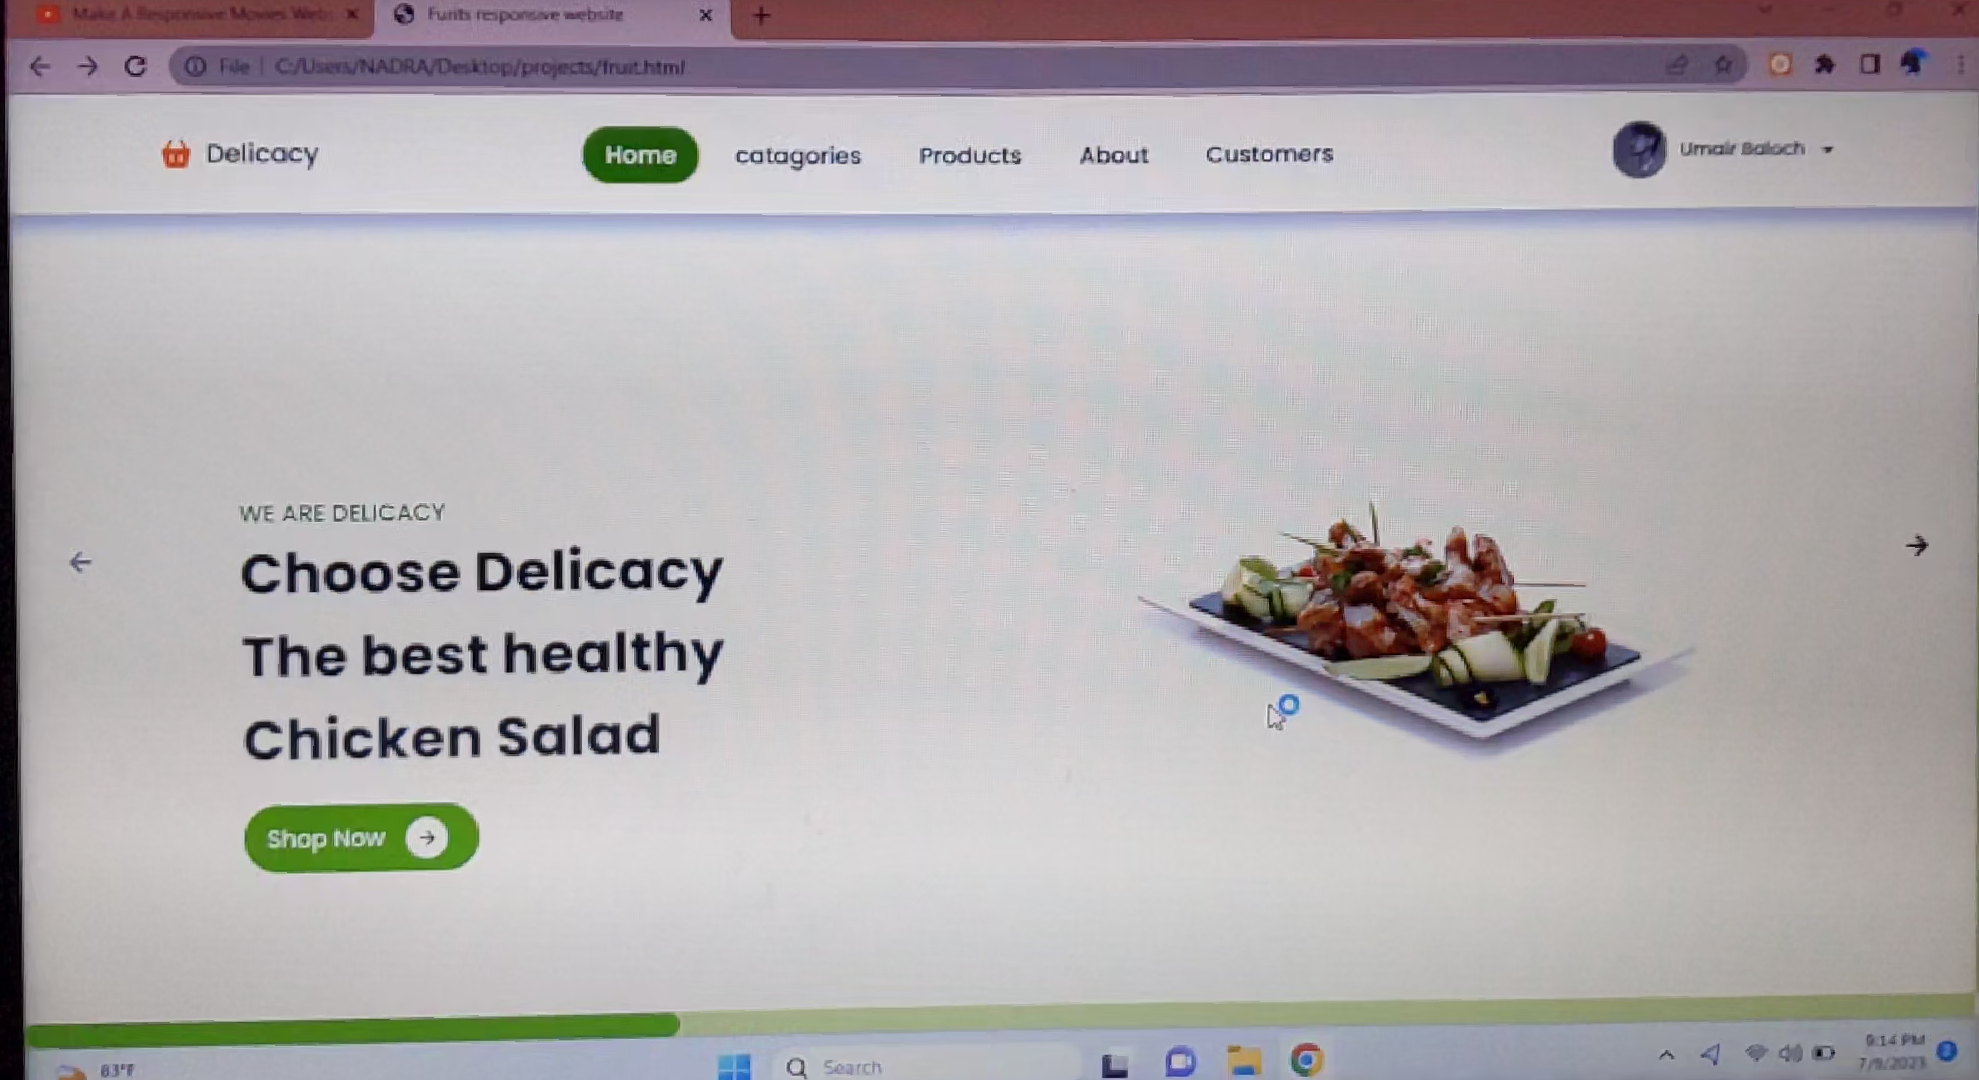 Make A Responsive Movies Webs
Furits responsive website
File | C:/Users/NADRA/Desktop/projects/fruit.html
Delicacy
Home
catagories
Products
About
Customers
Umair Baloch
WE ARE DELICACY
Choose Delicacy
The best healthy
Chicken Salad
Shop Now
83°F
Search
9:14 PM
7/9/2023